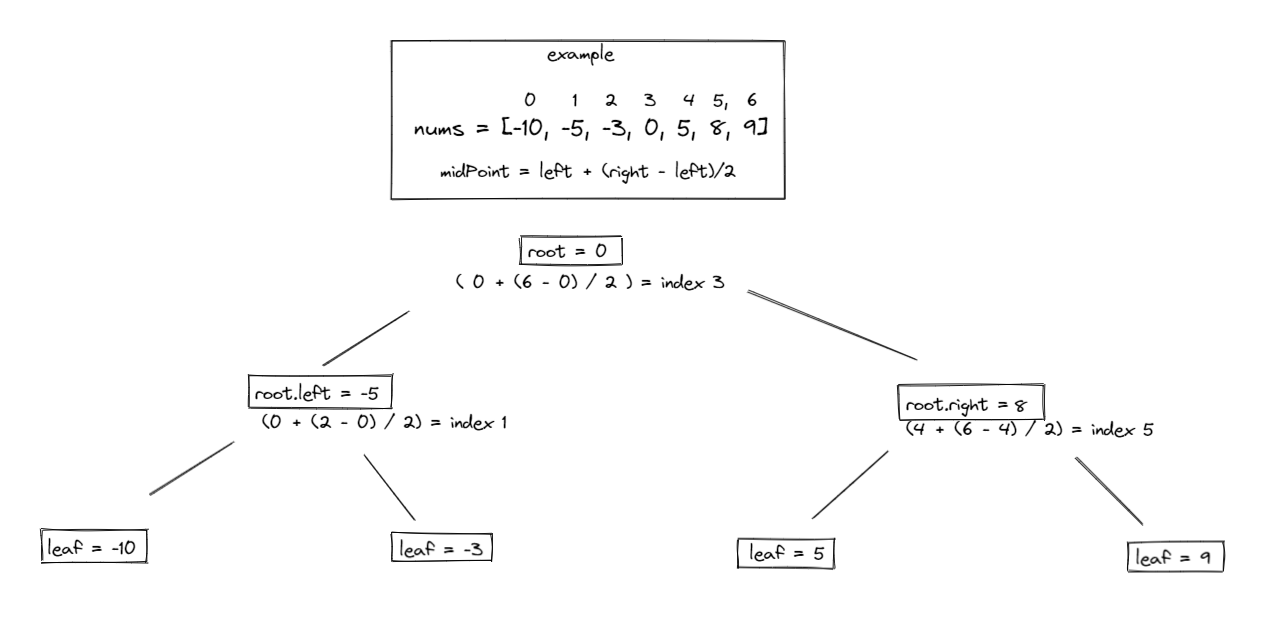 example
0 1 2 3 4 5, 6
nums = [-10, -5, -3, 0, 5, 8, 9]
midPoint = left + (right - left)/2
root = 0
( 0 + (6 - 0) / 2 ) = index 3
root.left = -5
(0 + (2 - 0) / 2) = index 1
root.right = 8
(4 + (6 - 4) / 2) = index 5
leaf = -10
leaf = -3
leaf = 5
leaf = 9